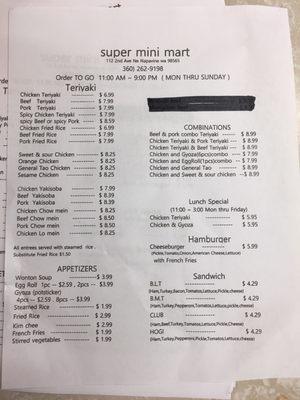 super mini mart
112 2nd Ave Ne Napavine wa 98565
360) 262-9198
Order TO GO 11:00 AM ~ 9:00 PM ( MON THRU SUNDAY )
Teriyaki
Chicken Teriyaki ------ $ 6.99
Beef Teriyaki ------ $ 7.99
Pork Teriyaki ------ $ 7.99
Spicy Chicken Teriyaki ------ $ 7.99
spicy Beef or spicy Pork ------ $ 8.59
Chicken Fried Rice ------ $ 6.99
Beef Fried Rice ------ $ 7.99
Pork Fried Rice ------ $ 7.99
Sweet & sour Chicken ----- $ 8.25
Orange Chicken ----- $ 8.25
General Tao Chicken ----- $ 8.25
Sesame Chicken ----- $ 8.25
Chicken Yakisoba ------ $ 7.99
Beef Yakisoba ------ $ 8.39
Pork Yakisoba ------ $ 8.39
Chicken Chow mein ----- $ 8.25
Beef Chow mein ----- $ 8.50
Pork Chow mein ----- $ 8.50
Chicken Lo mein ----- $ 8.25
All entrees served with steamed rice .
Substitute Fried Rice $1.50
APPETIZERS
Wonton Soup -------------- $3.99
Egg Roll 1pc --$2.59 , 2pcs -- $3.99
Gyoza (potsticker)
4pcs --$2.59 , 8pcs -- $3.99
Steamed Rice -------------- $ 1.99
Fried Rice -------------- $ 2.99
Kim chee -------------- $ 2.99
French Fries -------------- $ 1.99
Stirred vegetables -------------- $ 1.99
COMBINATIONS
Beef & pork combo Teriyaki ----- $ 8.99
Chicken Teriyaki & Pork Teriyaki --- $ 8.99
Chicken Teriyaki & Beef Teriyaki --- $ 8.99
Chicken and Gyoza(6pcs)combo --- $ 7.99
Chicken and EggRoll(1pcs)combo --- $ 7.99
Chicken and General Tao ------ $ 8.99
Chicken and Sweet & sour chicken --$ 8.99
Lunch Special
(11:00 ~ 3:00 Mon thru Friday)
Chicken Teriyaki ------ $ 5.95
Chicken & Gyoza ------ $ 5.95
Hamburger
Cheeseburger ------------ $ 5.99
(Pickle,Tomato,Onion,American Cheese,Lettuce)
with French Fries
Sandwich
B.L.T ------------ $ 4.29
(Ham,Turkey,Bacon,Tomatos,Lettuce,Pickle,cheese)
B.M.T ------------ $ 4.29
(Ham,Turkey,Pepperoni,Tomatos,Lettuce,pickle,cheese)
CLUB ------------ $ 4.29
(Ham,Beef,Turkey,Tomatos,Lettuce,Pickles,Cheese)
HOGI ------------ $ 4.29
(Ham,Turkey,Pepperoni,Tomato,Lettuce,Pickle,Cheese)